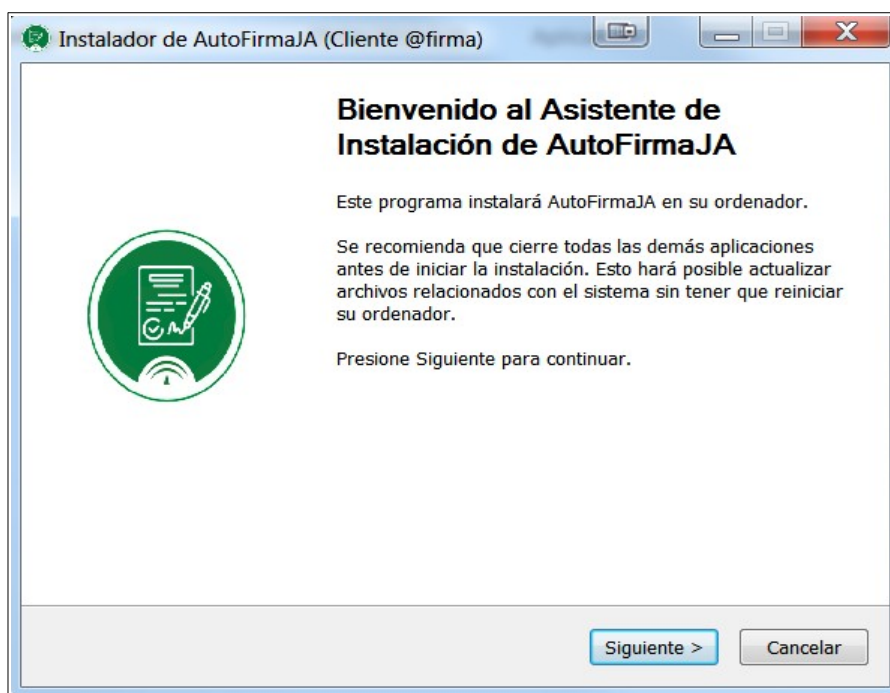 Instalador de AutoFirmaJA (Cliente @firma)
Bienvenido al Asistente de
Instalación de AutoFirmaJA
Este programa instalará AutoFirmaJA en su ordenador.
Se recomienda que cierre todas las demás aplicaciones
antes de iniciar la instalación. Esto hará posible actualizar
archivos relacionados con el sistema sin tener que reiniciar
su ordenador.
Presione Siguiente para continuar.
Siguiente >
Cancelar